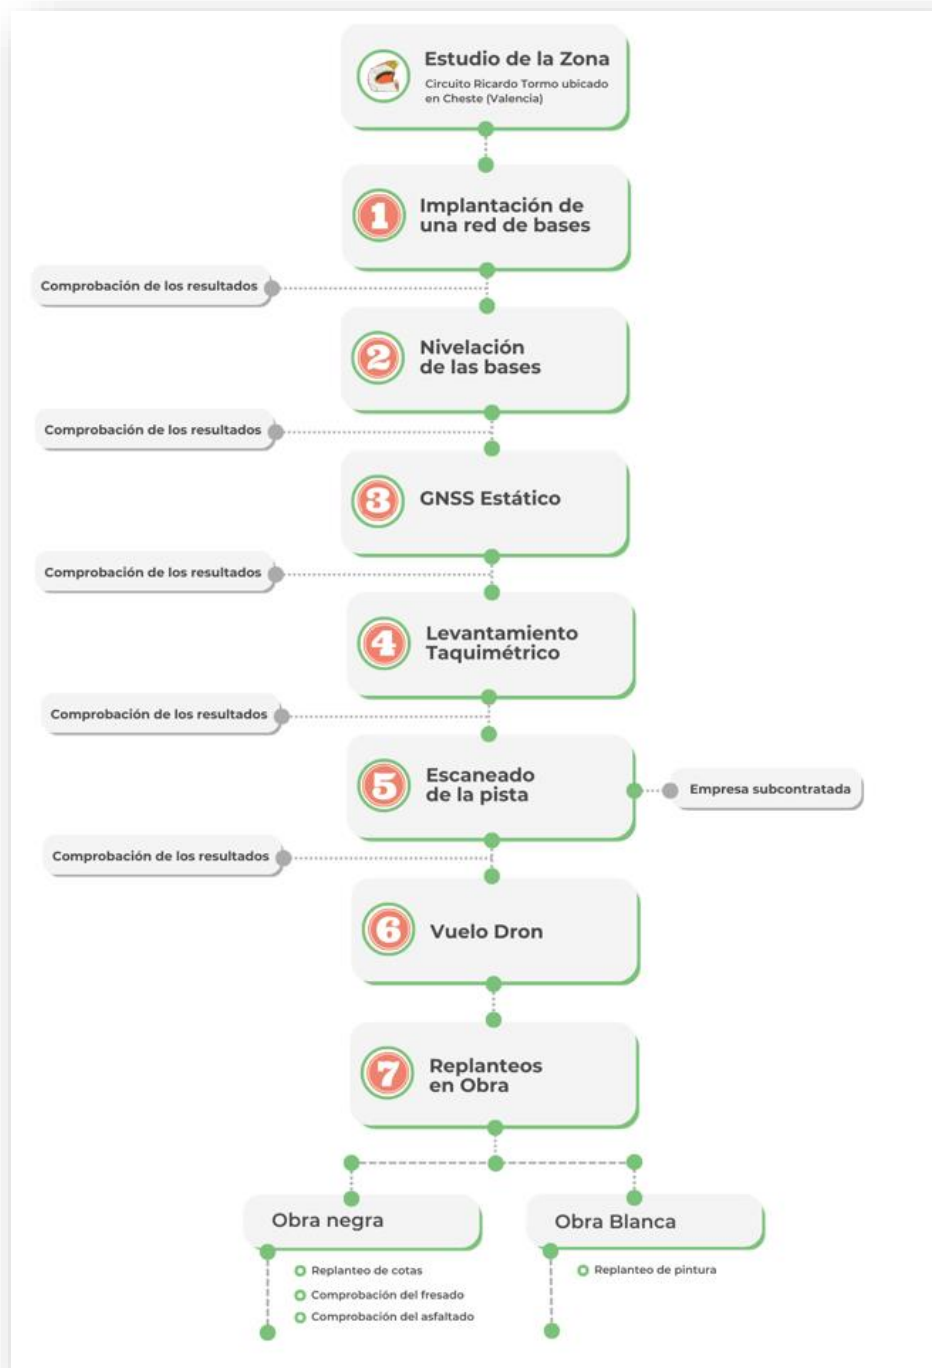 Estudio de la Zona
Circuito Ricardo Tormo ubicado
en Cheste (Valencia)
1
Implantación de
una red de bases
Comprobación de los resultados
2
Nivelación
de las bases
Comprobación de los resultados
3
GNSS Estático
Comprobación de los resultados
4
Levantamiento
Taquimétrico
Comprobación de los resultados
5
Escaneado
de la pista
Empresa subcontratada
Comprobación de los resultados
6
Vuelo Dron
7
Replanteos
en Obra
Obra negra
Replanteo de cotas
Comprobación del fresado
Comprobación del asfaltado
Obra Blanca
Replanteo de pintura